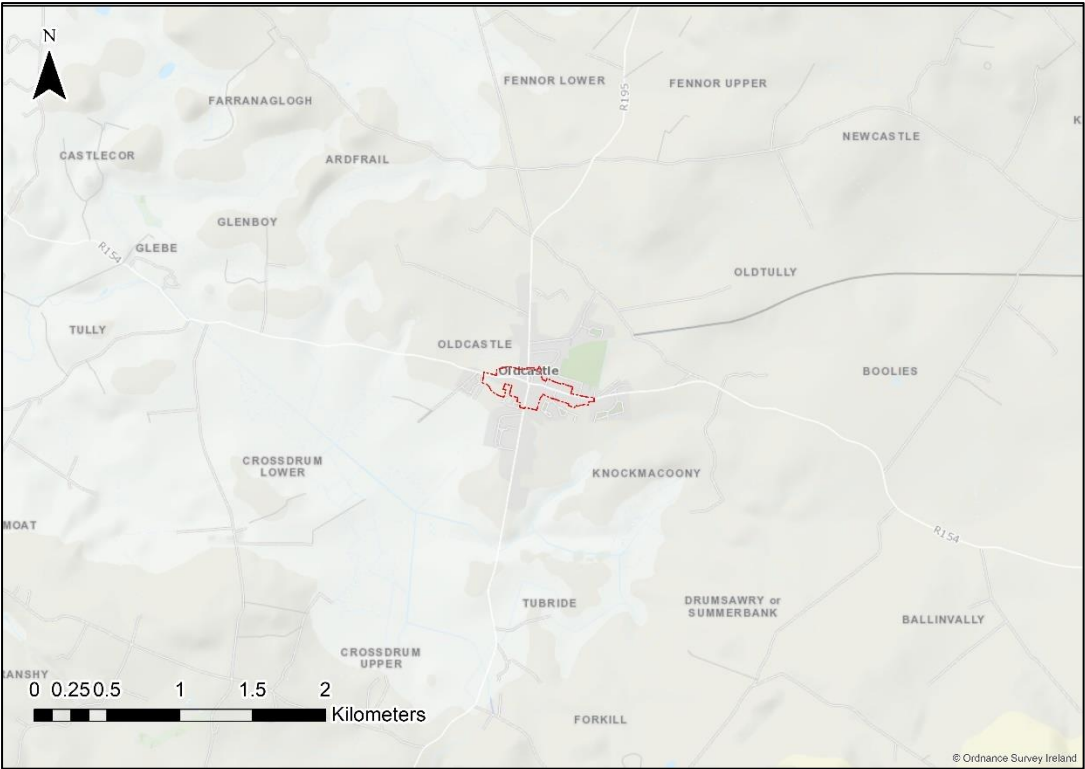 N
FENNOR LOWER
FENNOR UPPER
R195
FARRANAGLOGH
NEWCASTLE
K
CASTLECOR
ARDFRAIL
GLENBOY
GLEBE
R154
OLDTULLY
TULLY
OLDCASTLE
Oldcastle
BOOLIES
CROSSDRUM
LOWER
KNOCKMACOONY
MOAT
R154
TUBRIDE
DRUMSAWRY or
SUMMERBANK
BALLINVALLY
CROSSDRUM
UPPER
RANSHY
0 0.25 0.5 1 1.5 2
Kilometers
FORKILL
© Ordnance Survey Ireland